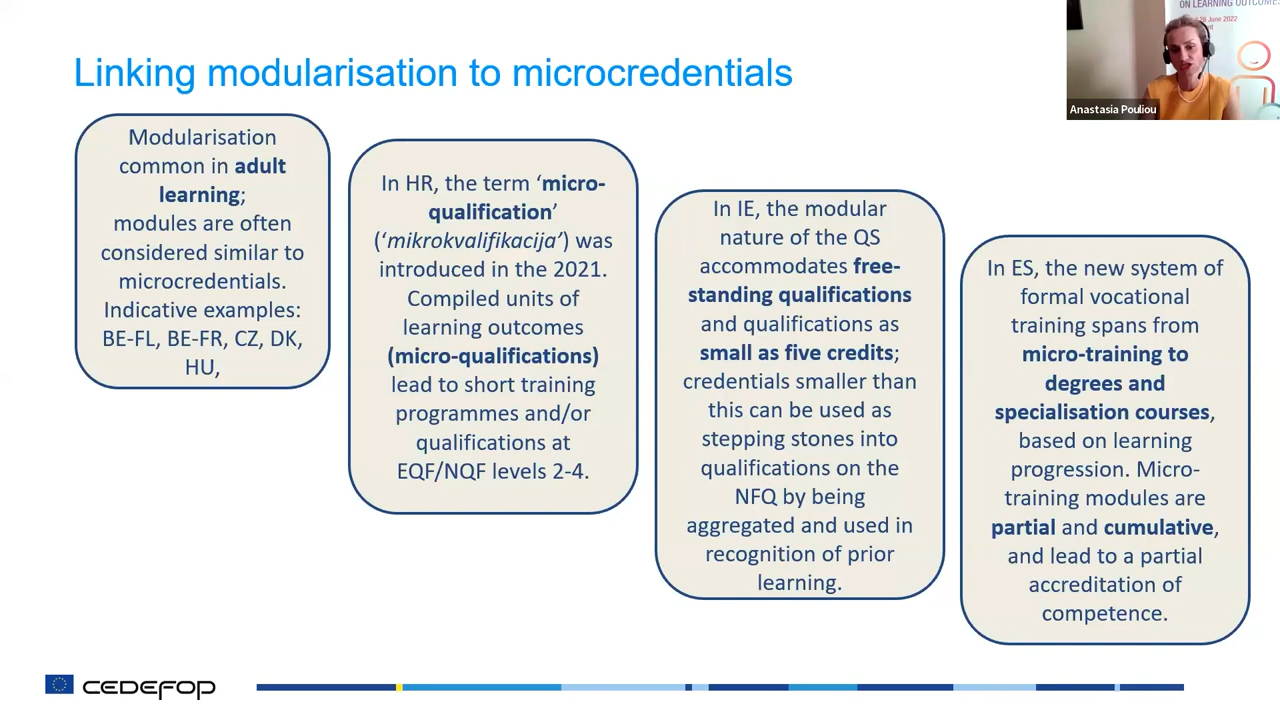 ON LEARNING OUTCOMES
28 June 2022
Anastasia Pouliou
Linking modularisation to microcredentials
Modularisation
common in adult
learning;
modules are often
considered similar to
microcredentials.
Indicative examples:
BE-FL, BE-FR, CZ, DK,
HU,
In HR, the term ‘micro-
qualification’
(‘mikrokvalifikacija’) was
introduced in the 2021.
Compiled units of
learning outcomes
(micro-qualifications)
lead to short training
programmes and/or
qualifications at
EQF/NQF levels 2-4.
In IE, the modular
nature of the QS
accommodates free-
standing qualifications
and qualifications as
small as five credits;
credentials smaller than
this can be used as
stepping stones into
qualifications on the
NFQ by being
aggregated and used in
recognition of prior
learning.
In ES, the new system of
formal vocational
training spans from
micro-training to
degrees and
specialisation courses,
based on learning
progression. Micro-
training modules are
partial and cumulative,
and lead to a partial
accreditation of
competence.
CEDEFOP